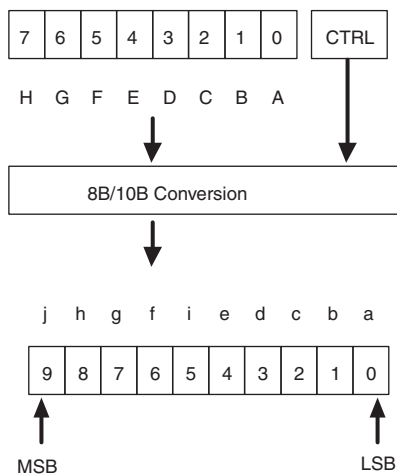 7 6 5 4 3 2 1 0 CTRL
H G F E D C B A
8B/10B Conversion
j h g f i e d c b a
9 8 7 6 5 4 3 2 1 0
MSB LSB